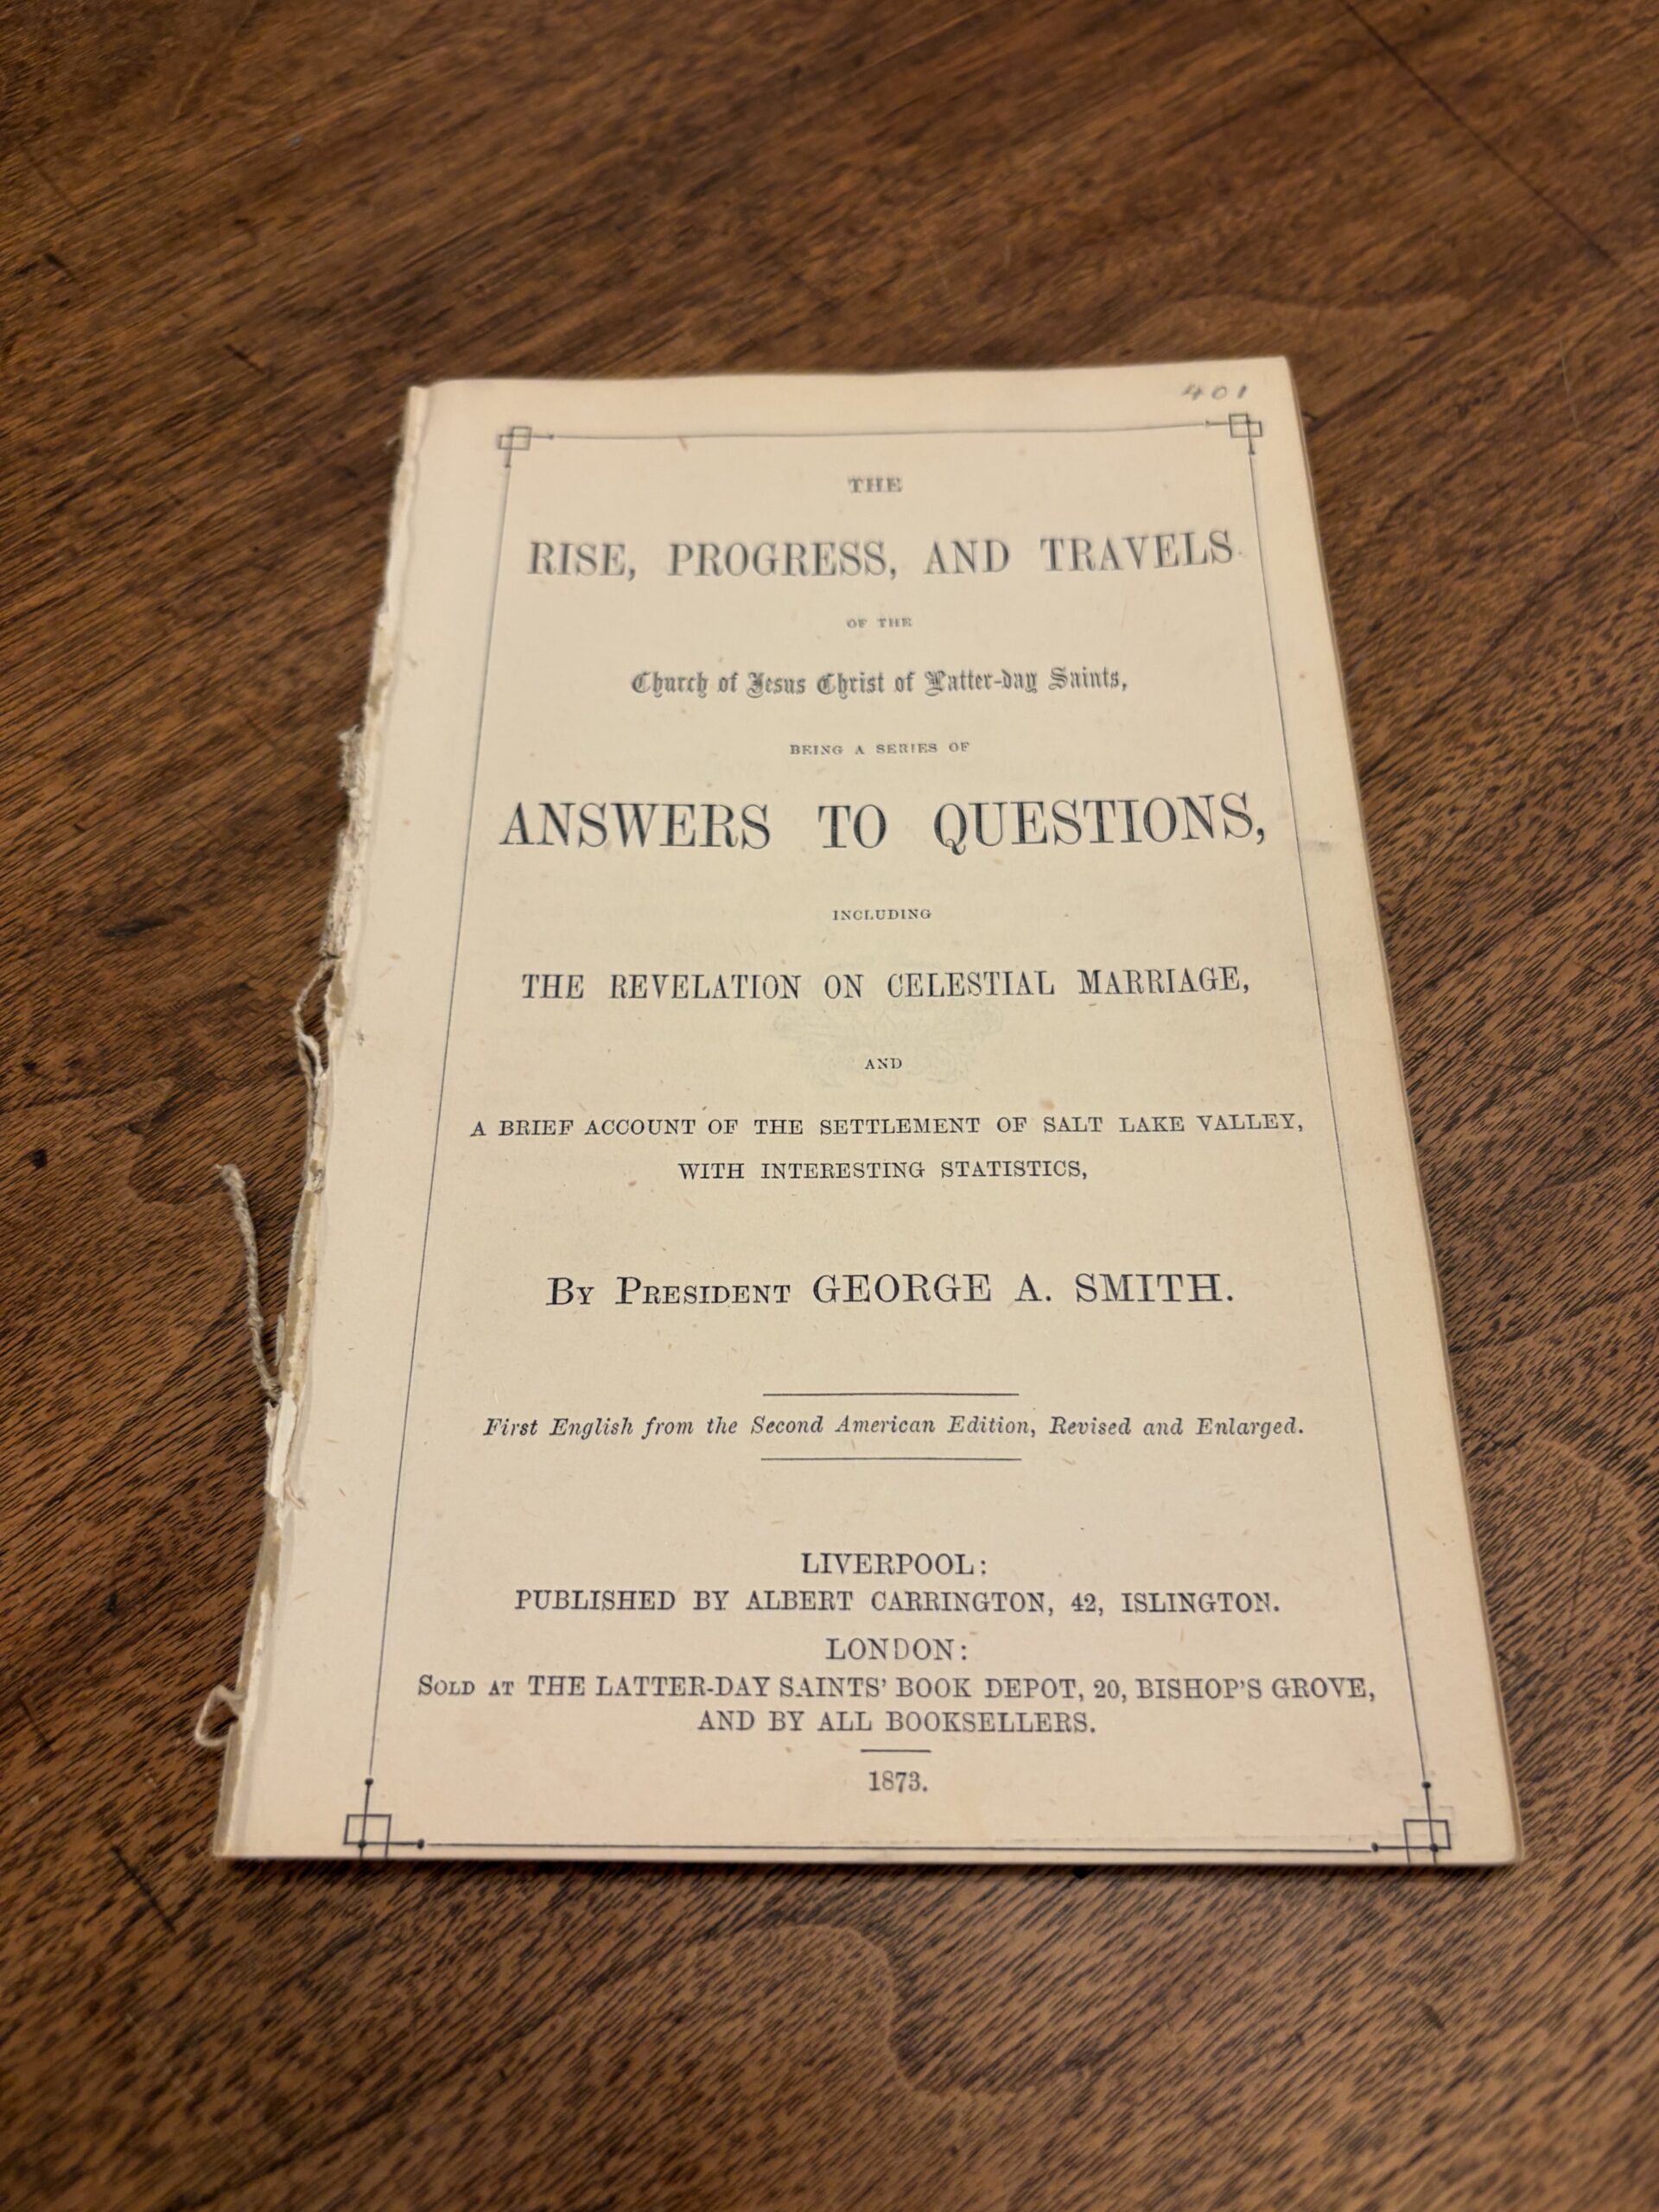 401
THE
RISE, PROGRESS, AND TRAVELS
OF THE
Church of Jesus Christ of Latter-day Saints,
BEING A SERIES OF
ANSWERS TO QUESTIONS,
INCLUDING
THE REVELATION ON CELESTIAL MARRIAGE,
AND
A BRIEF ACCOUNT OF THE SETTLEMENT OF SALT LAKE VALLEY,
WITH INTERESTING STATISTICS,
BY PRESIDENT GEORGE A. SMITH.
First English from the Second American Edition, Revised and Enlarged.
LIVERPOOL:
PUBLISHED BY ALBERT CARRINGTON, 42, ISLINGTON.
LONDON:
SOLD AT THE LATTER-DAY SAINTS' BOOK DEPOT, 20, BISHOP'S GROVE,
AND BY ALL BOOKSELLERS.
1873.